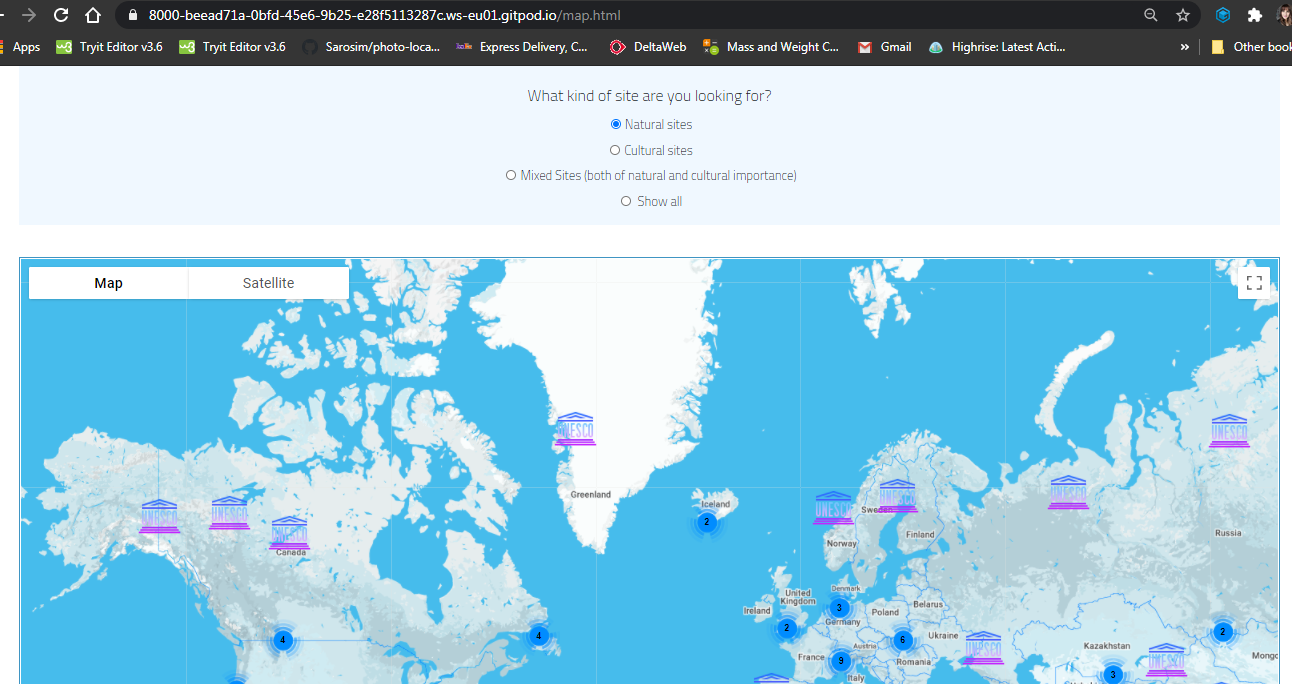 8000-beead71a-0bfd-45e6-9b25-e28f5113287c.ws-eu01.gitpod.io/map.html
Apps Tryit Editor v3.6 Tryit Editor v3.6 Sarosim/photo-loca... Express Delivery, C... DeltaWeb Mass and Weight C... Gmail Highrise: Latest Acti... » Other book
What kind of site are you looking for?
Natural sites
Cultural sites
Mixed Sites (both of natural and cultural importance)
Show all
Map Satellite
UNESCO
UNESCO
Greenland
UNESCO
UNESCO
Iceland
2
UNESCO
UNESCO
Sweden
UNESCO
UNESCO
Canada
Norway
Finland
Russia
United
Kingdom
Denmark
Ireland
3
Poland
Belarus
Germany
2
4
4
6
Ukraine
UNESCO
2
Austria
Kazakhstan
UNESCO
France
9
Romania
Mongo
Italy
3